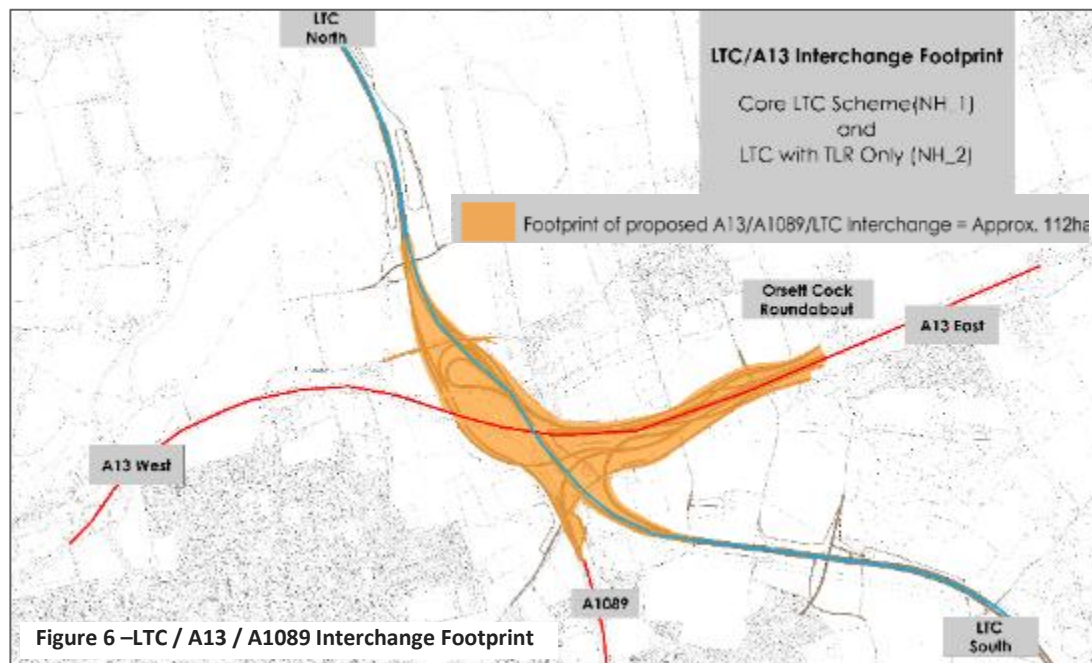 LTC
North
LTC/A13 Interchange Footprint
Core LTC Scheme(NH_1)
and
LTC with TLR Only (NH_2)
Footprint of proposed A13/A1089/LTC Interchange = Approx. 112ha
Orsett Cock
Roundabout
A13 East
A13 West
A1089
LTC
South
Figure 6 –LTC / A13 / A1089 Interchange Footprint